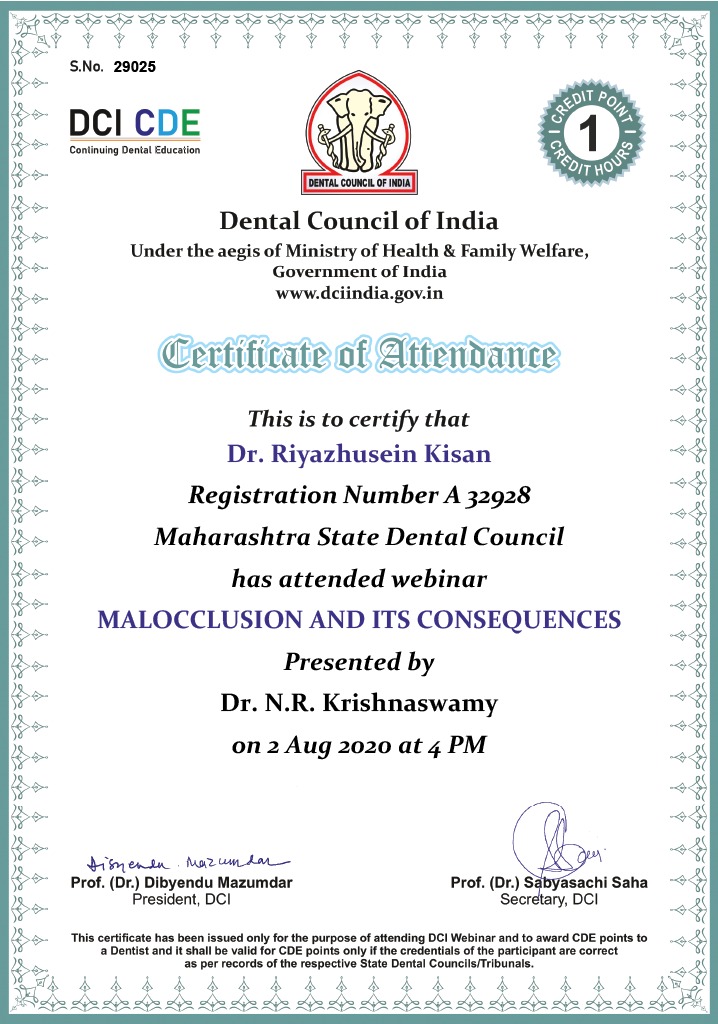 S.No. 29025
DCI CDE
Continuing Dental Education
DENTAL COUNCIL OF INDIA
CREDIT POINT
1
CREDIT HOURS
Dental Council of India
Under the aegis of Ministry of Health & Family Welfare,
Government of India
www.dciindia.gov.in
Certificate of Attendance
This is to certify that
Dr. Riyazhusein Kisan
Registration Number A 32928
Maharashtra State Dental Council
has attended webinar
MALOCCLUSION AND ITS CONSEQUENCES
Presented by
Dr. N.R. Krishnaswamy
on 2 Aug 2020 at 4 PM
Dibyendu Mazumdar
Prof. (Dr.) Dibyendu Mazumdar
President, DCI
Prof. (Dr.) Sabyasachi Saha
Secretary, DCI
This certificate has been issued only for the purpose of attending DCI Webinar and to award CDE points to
a Dentist and it shall be valid for CDE points only if the credentials of the participant are correct
as per records of the respective State Dental Councils/Tribunals.